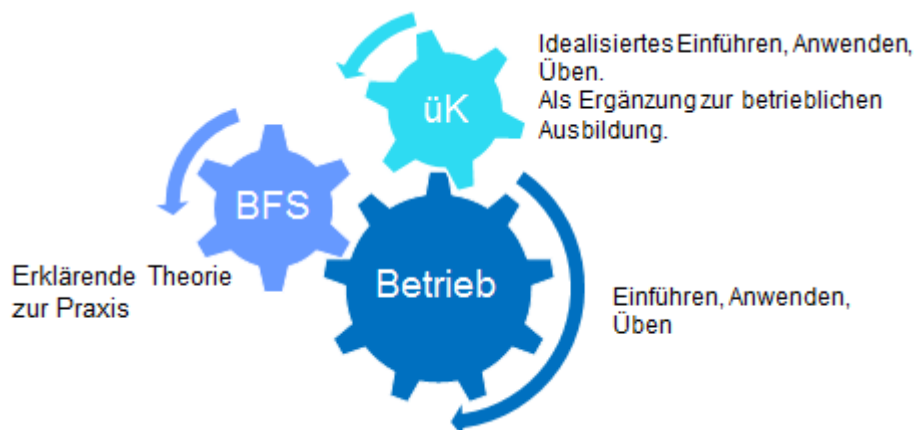 Idealisiertes Einführen, Anwenden,
Üben.
Als Ergänzung zur betrieblichen
Ausbildung.
üK
BFS
Erklärende Theorie
zur Praxis
Betrieb
Einführen, Anwenden,
Üben